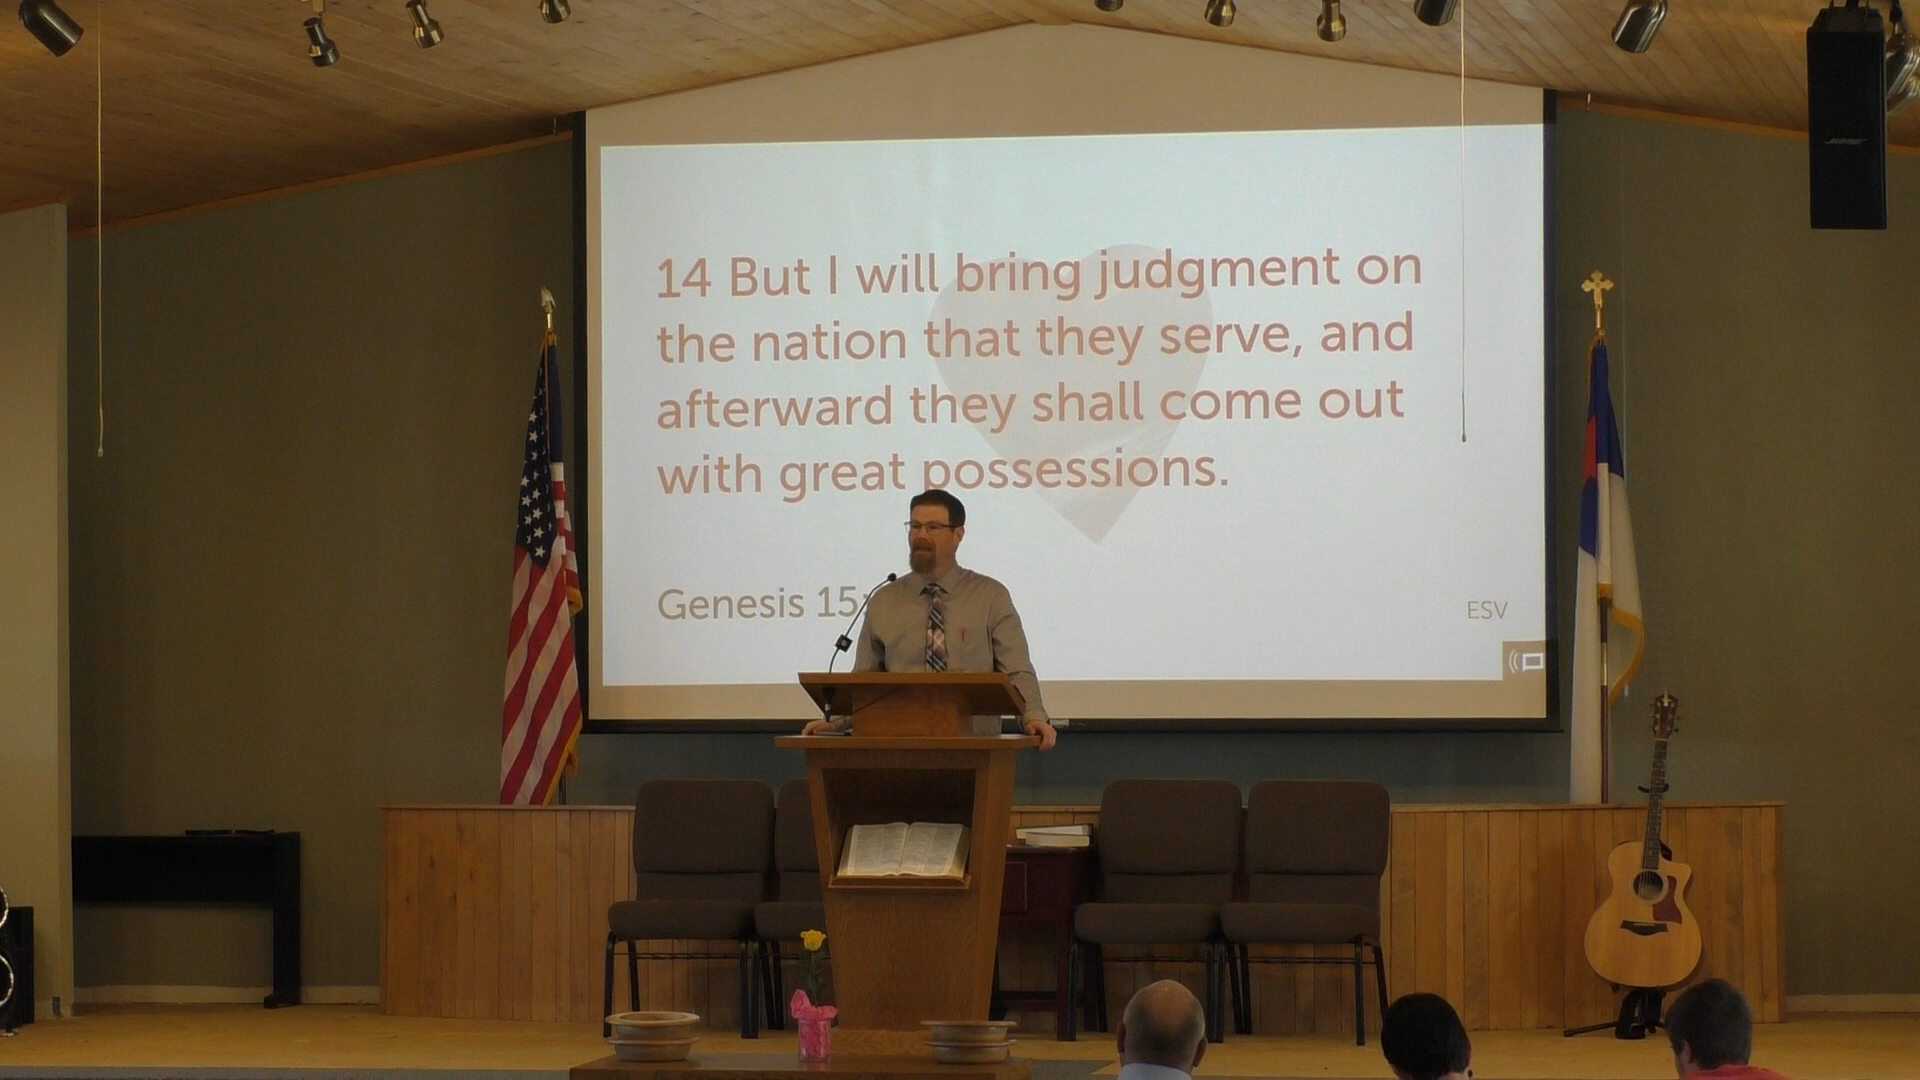 14 But I will bring judgment on
the nation that they serve, and
afterward they shall come out
with great possessions.
Genesis 15:
ESV
BOSE